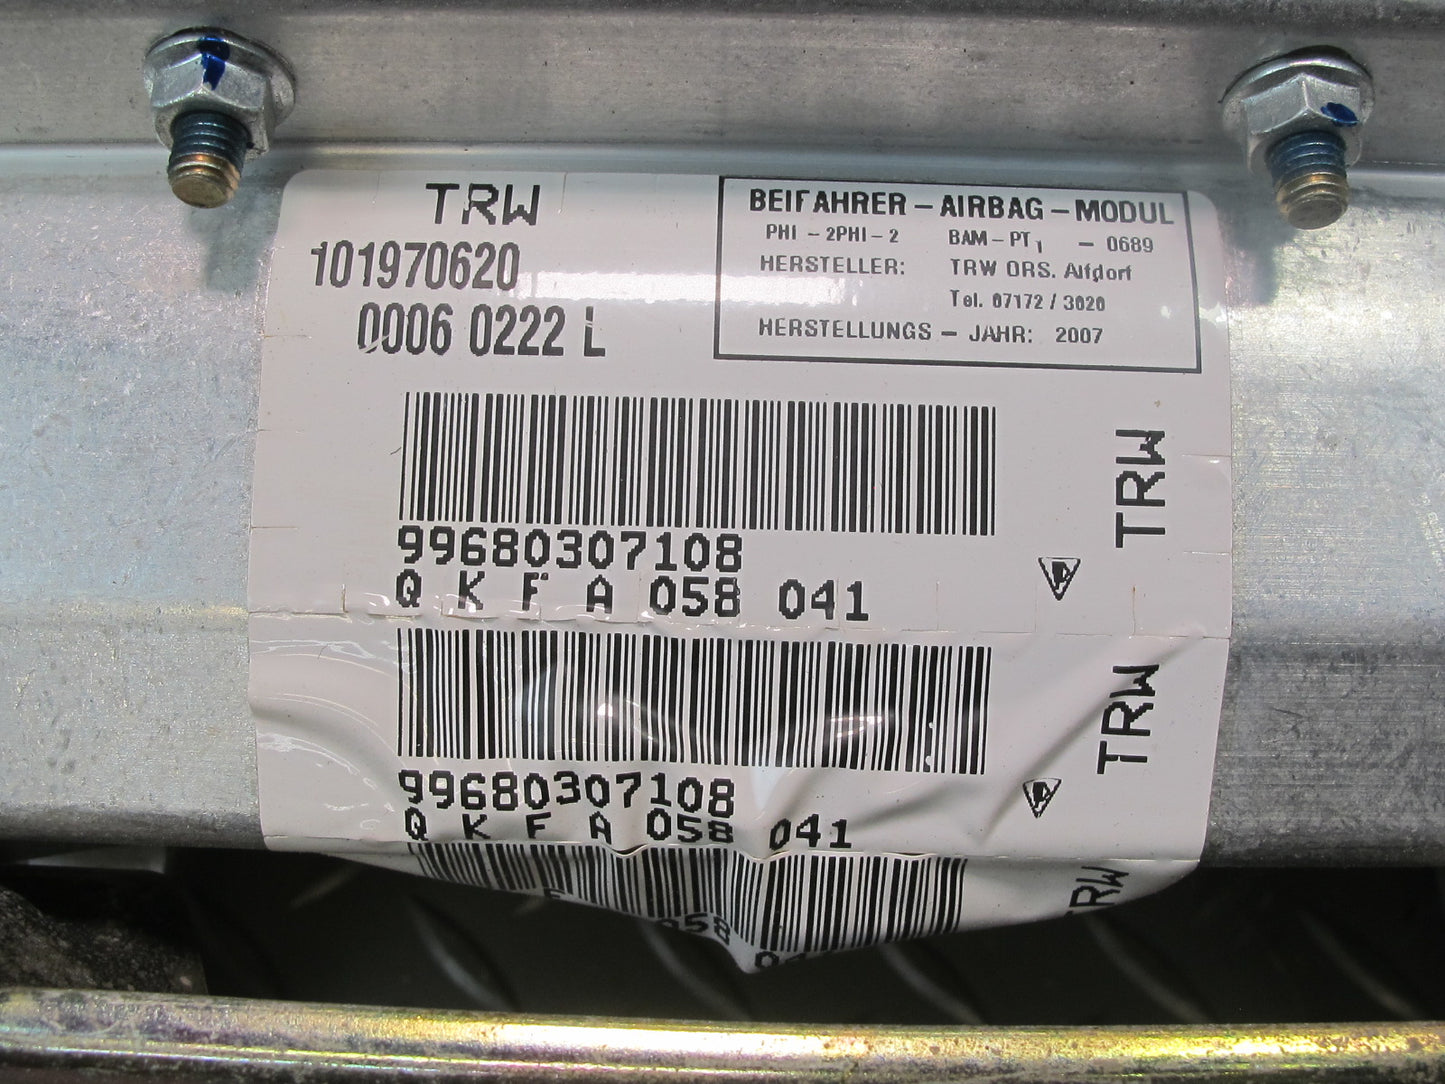 TRW
101970620
0006 0222 L
BEIFAHRER-AIRBAG-MODUL
PHI - 2PHI-2 BAM-PT1 - 0689
HERSTELLER: TRW ORS. Alfdorf
Tel. 07172 / 3020
HERSTELLUNGS - JAHR: 2007
99680307108
Q K F A 058 041
TRW
99680307108
Q K F A 058 041
TRW
058
TRW